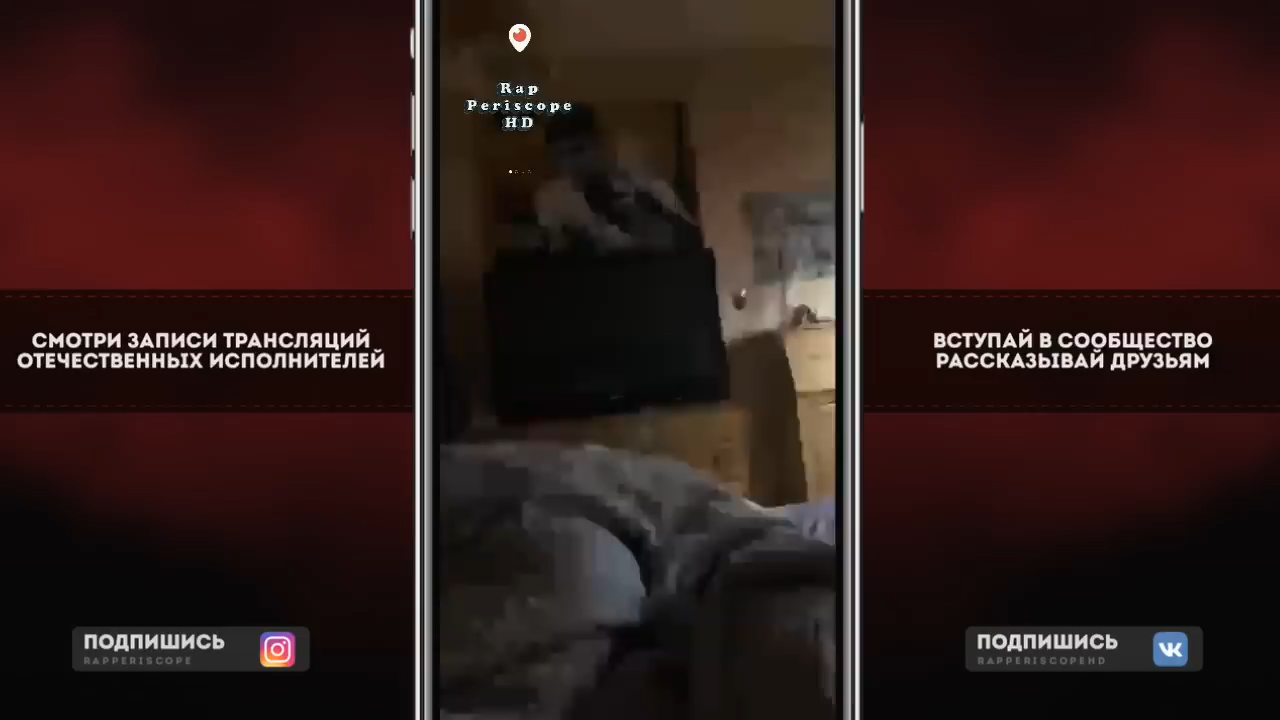 Rap
Periscope
HD
СМОТРИ ЗАПИСИ ТРАНСЛЯЦИЙ
ОТЕЧЕСТВЕННЫХ ИСПОЛНИТЕЛЕЙ
ВСТУПАЙ В СООБЩЕСТВО
РАССКАЗЫВАЙ ДРУЗЬЯМ
ПОДПИШИСЬ
RAPPERISCOPE
ПОДПИШИСЬ
RAPPERISCOPEHD